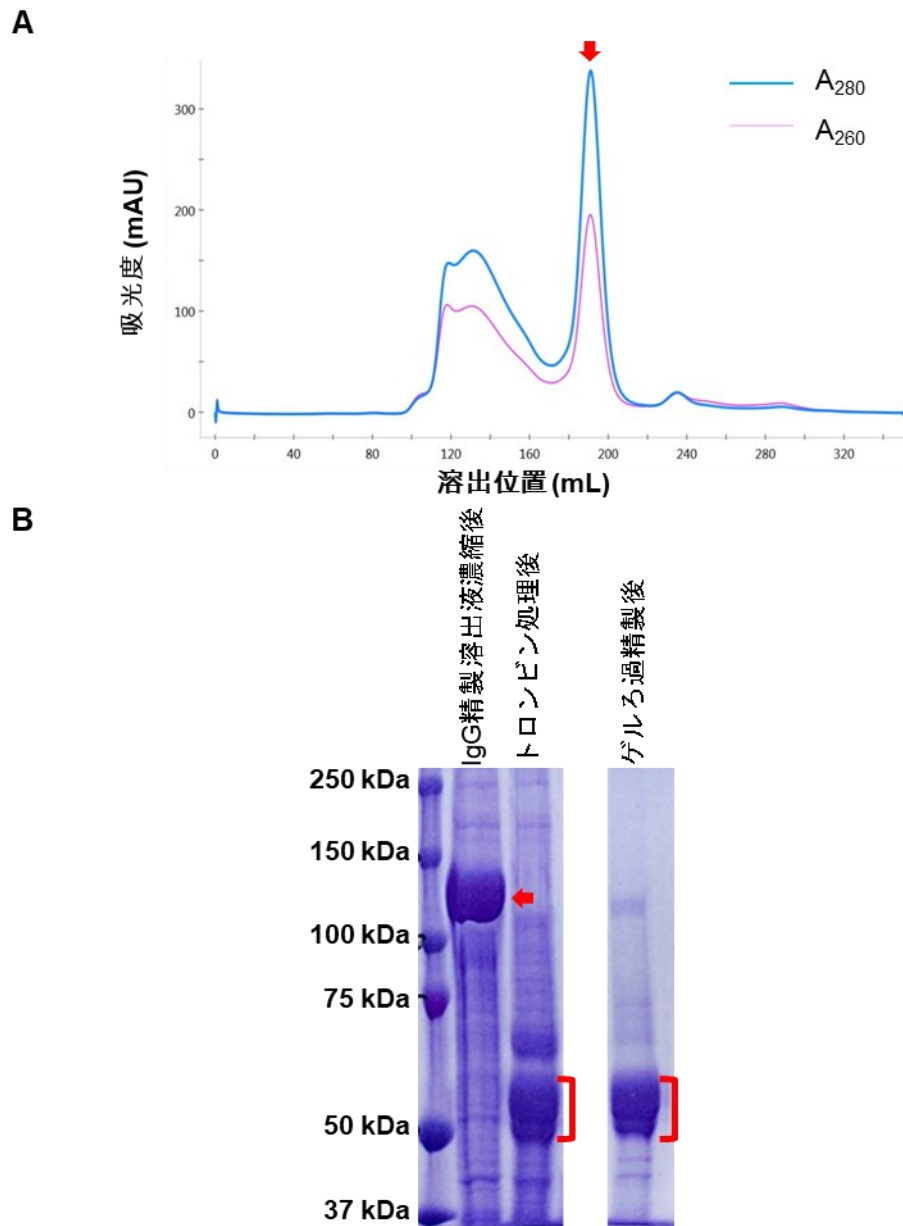 A
A280
A260
300
200
100
0
吸光度 (mAU)
0 40 80 120 160 200 240 280 320
溶出位置 (mL)
B
IgG精製溶出液濃縮後
トロンビン処理後
ゲルろ過精製後
250 kDa
150 kDa
100 kDa
75 kDa
50 kDa
37 kDa